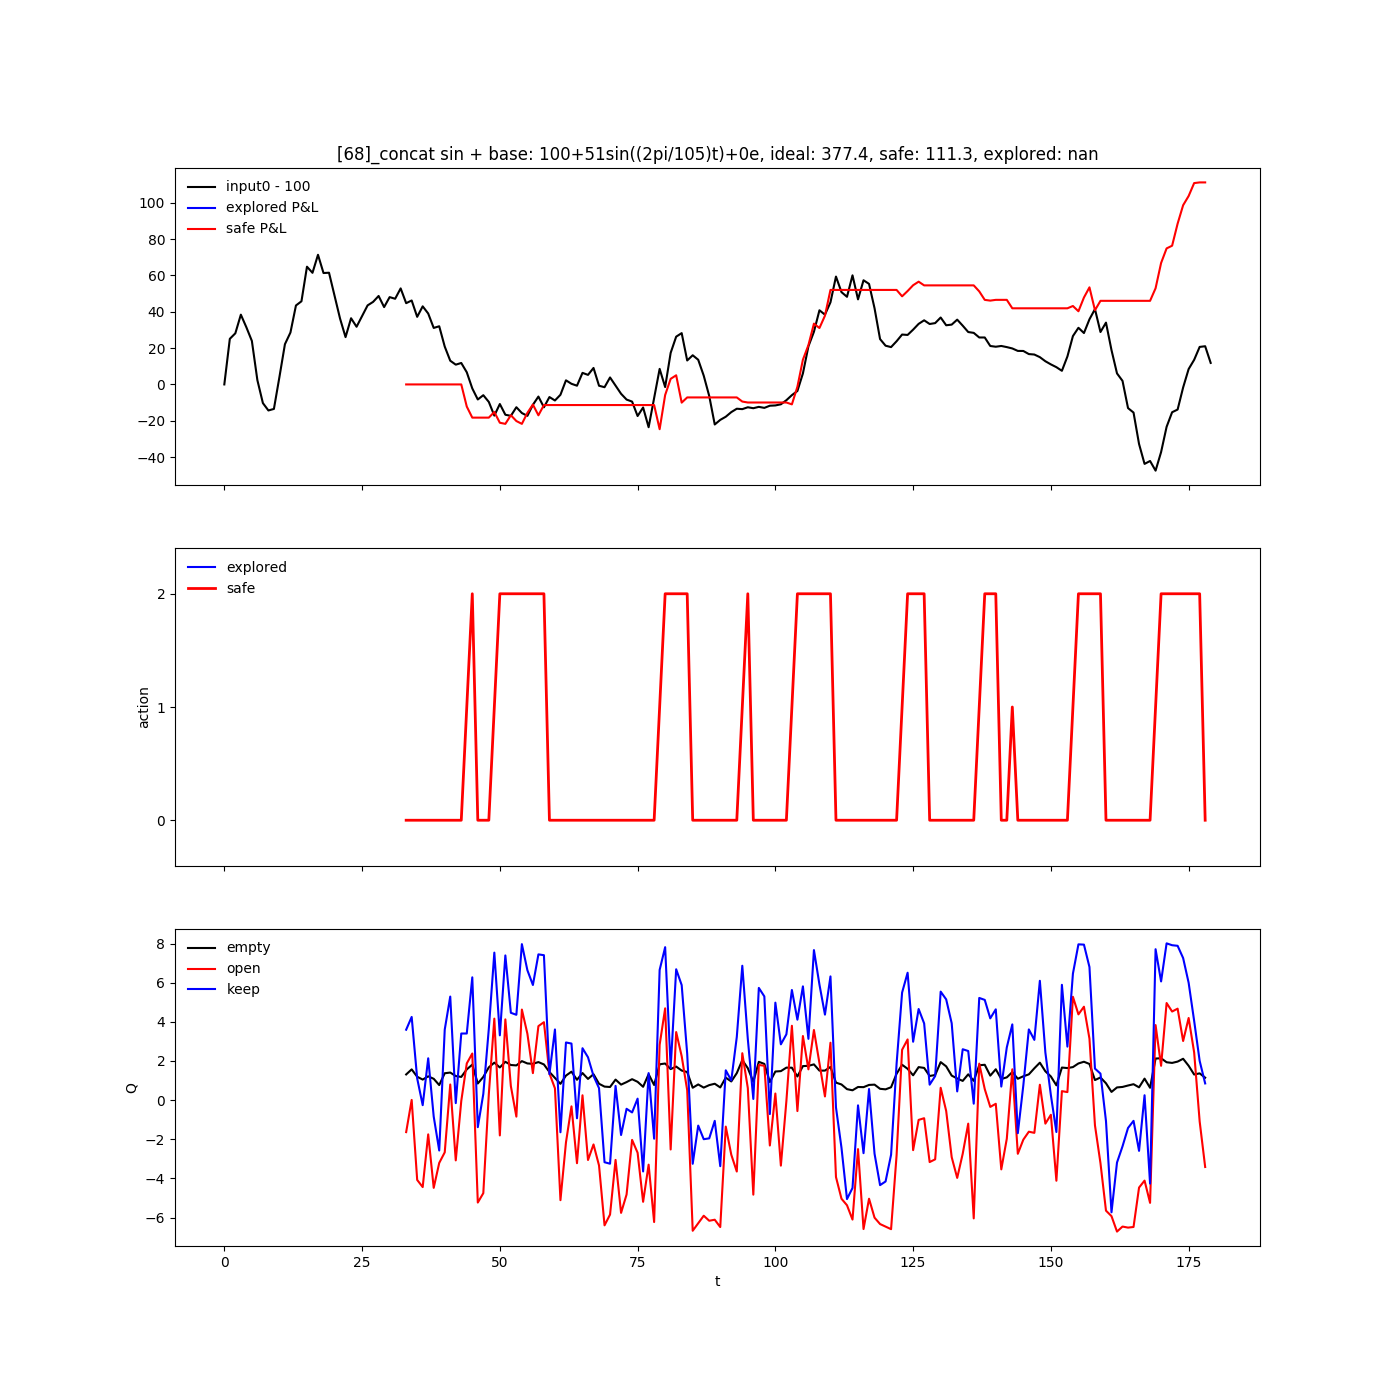 [68]_concat sin + base: 100+51sin((2pi/105)t)+0e, ideal: 377.4, safe: 111.3, explored: nan
input0 - 100
explored P&L
safe P&L
100
80
60
40
20
0
−20
−40
explored
safe
2
1
0
action
empty
open
keep
8
6
4
2
0
−2
−4
−6
Q
0
25
50
75
100
125
150
175
t